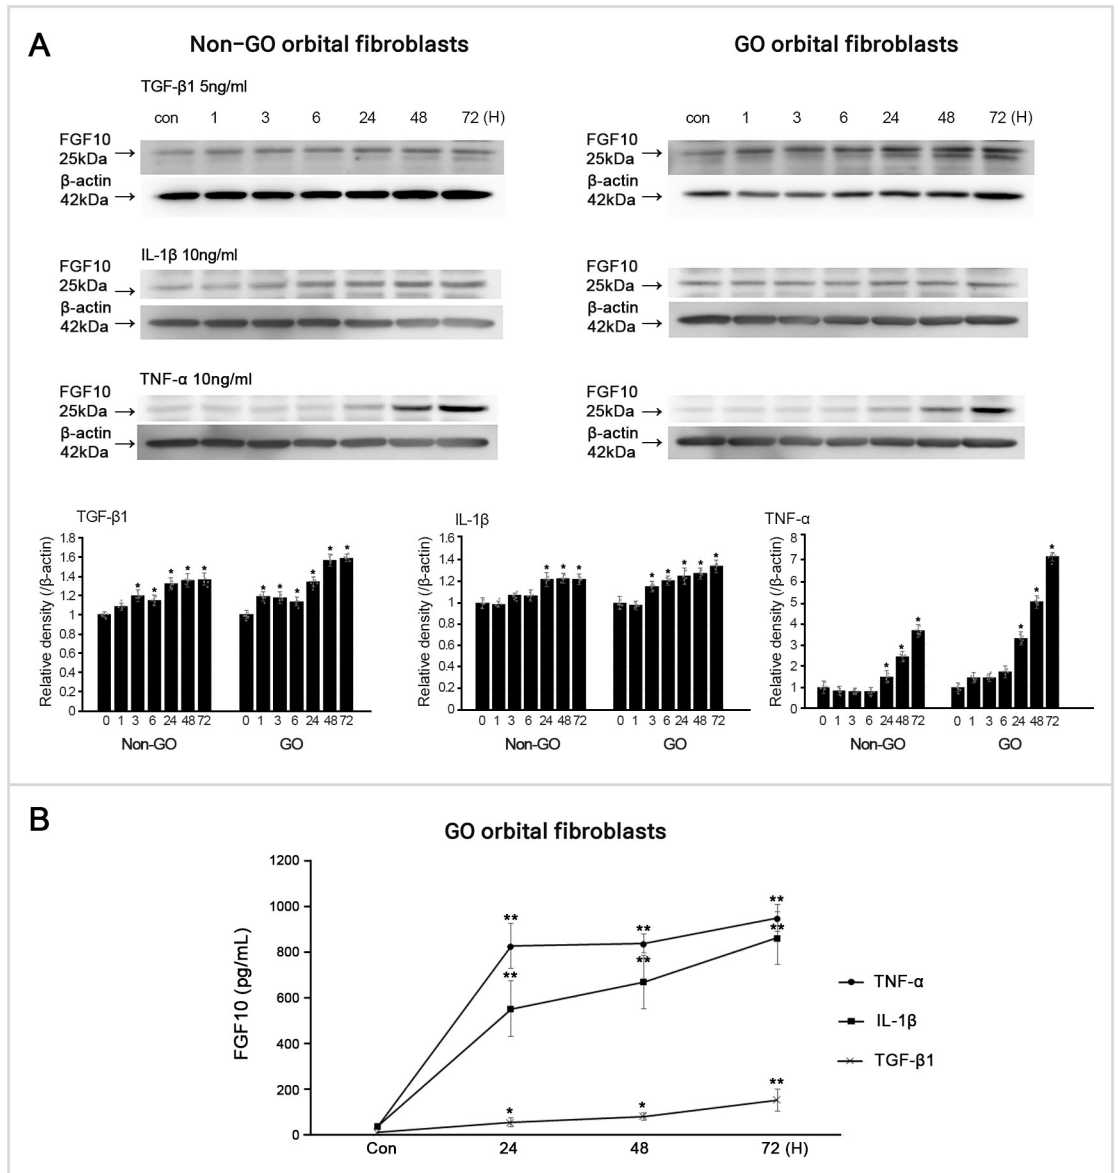 A
Non-GO orbital fibroblasts
GO orbital fibroblasts
TGF-β1 5ng/ml
con 1 3 6 24 48 72 (H)
con 1 3 6 24 48 72 (H)
FGF10
25kDa →
β-actin
42kDa →
FGF10
25kDa →
β-actin
42kDa →
IL-1β 10ng/ml
FGF10
25kDa →
β-actin
42kDa →
FGF10
25kDa →
β-actin
42kDa →
TNF-α 10ng/ml
FGF10
25kDa →
β-actin
42kDa →
FGF10
25kDa →
β-actin
42kDa →
TGF-β1
Relative density (/β-actin)
1.8
1.6
1.4
1.2
1
0.8
0.6
0.4
0.2
0
* * * * *
* * * * * *
0 1 3 6 24 48 72
0 1 3 6 24 48 72
Non-GO
GO
IL-1β
Relative density (/β-actin)
1.6
1.4
1.2
1
0.8
0.6
0.4
0.2
0
* * *
* * * * *
0 1 3 6 24 48 72
0 1 3 6 24 48 72
Non-GO
GO
TNF-α
Relative density (/β-actin)
8
7
6
5
4
3
2
1
0
* * *
* * *
0 1 3 6 24 48 72
0 1 3 6 24 48 72
Non-GO
GO
B
GO orbital fibroblasts
FGF10 (pg/mL)
1200
1000
800
600
400
200
0
** ** **
** ** **
* * **
Con 24 48 72 (H)
TNF-α
IL-1β
TGF-β1